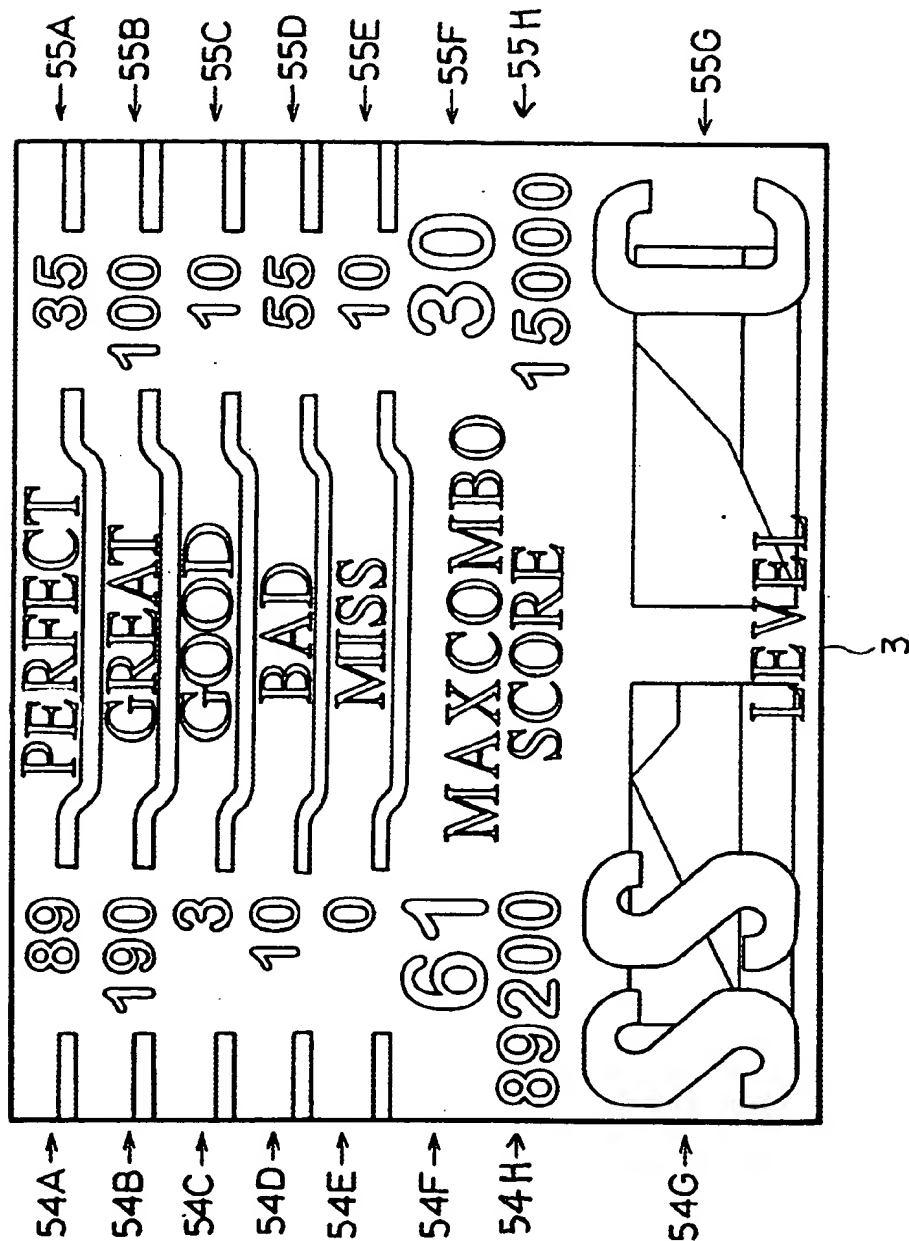 54A→ 89 PERFECT 35 ←55A
54B→ 190 GREAT 100 ←55B
54C→ 3 GOOD 10 ←55C
54D→ 10 BAD 55 ←55D
54E→ 0 MISS 10 ←55E
54F→ 61 MAXCOMBO 30 ←55F
54H→ 89200 SCORE 15000 ←55H
54G→ SS C ←55G
LEVEL
3